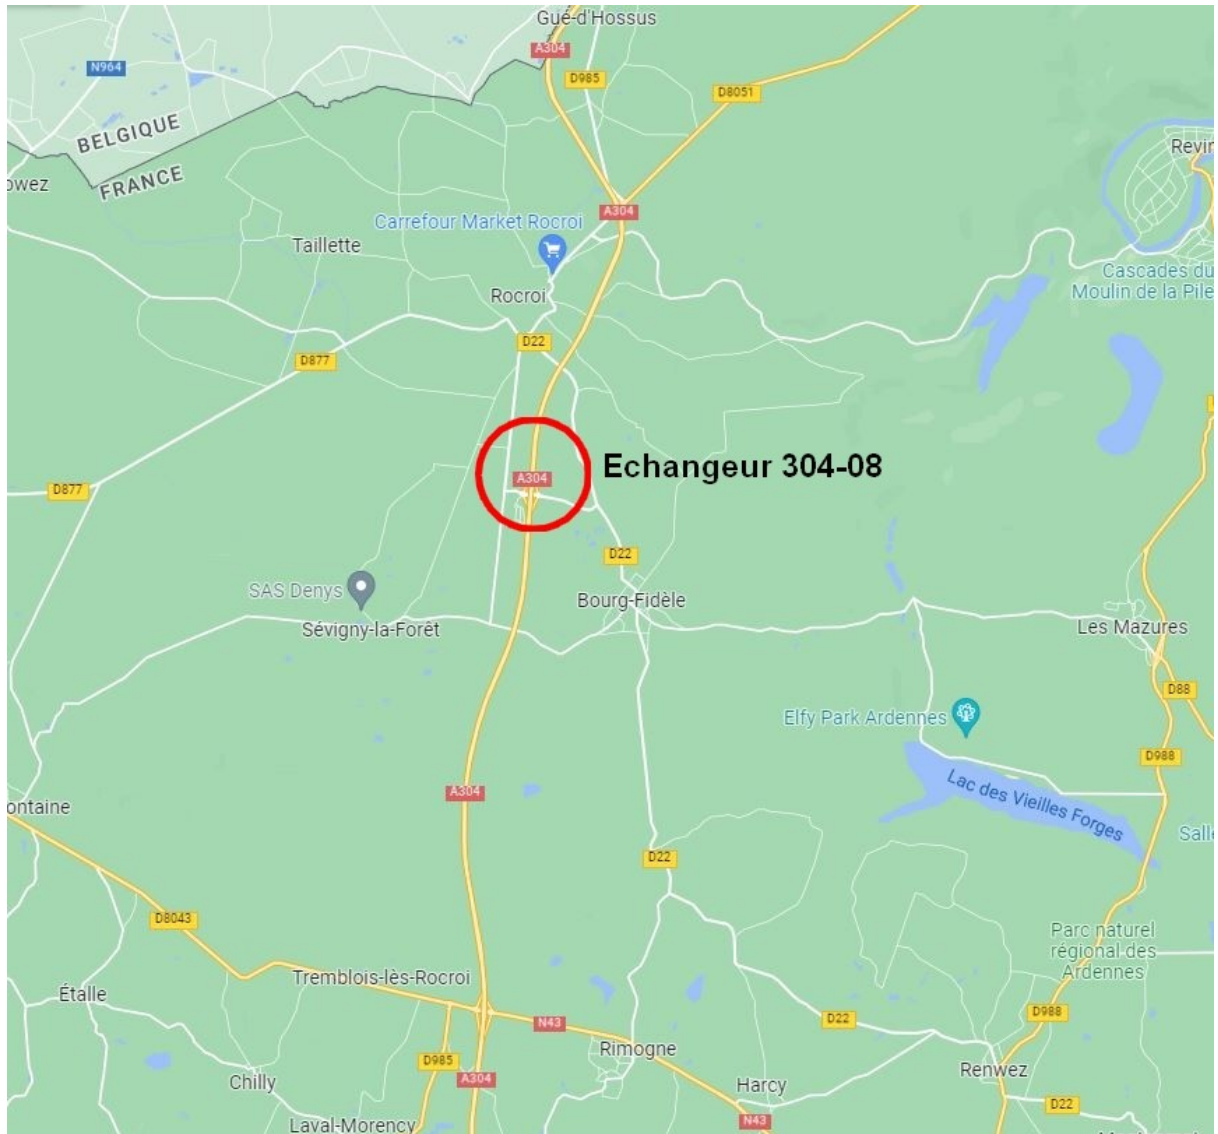 Gué-d'Hossus
A304
N964
D985
D8051
BELGIQUE
FRANCE
Revin
owez
A304
Carrefour Market Rocroi
Taillette
Cascades du
Moulin de la Pile
Rocroi
D22
D877
Echangeur 304-08
A304
D877
D22
SAS Denys
Bourg-Fidèle
Sévigny-la-Forêt
Les Mazures
D88
Elfy Park Ardennes
D988
Lac des Vieilles Forges
A304
ontaine
Salle
D22
D8043
Parc naturel
régional des
Ardennes
Tremblois-lès-Rocroi
Étalle
D988
N43
D22
Rimogne
D985
Renwez
A304
Chilly
Harcy
D22
N43
Laval-Morency